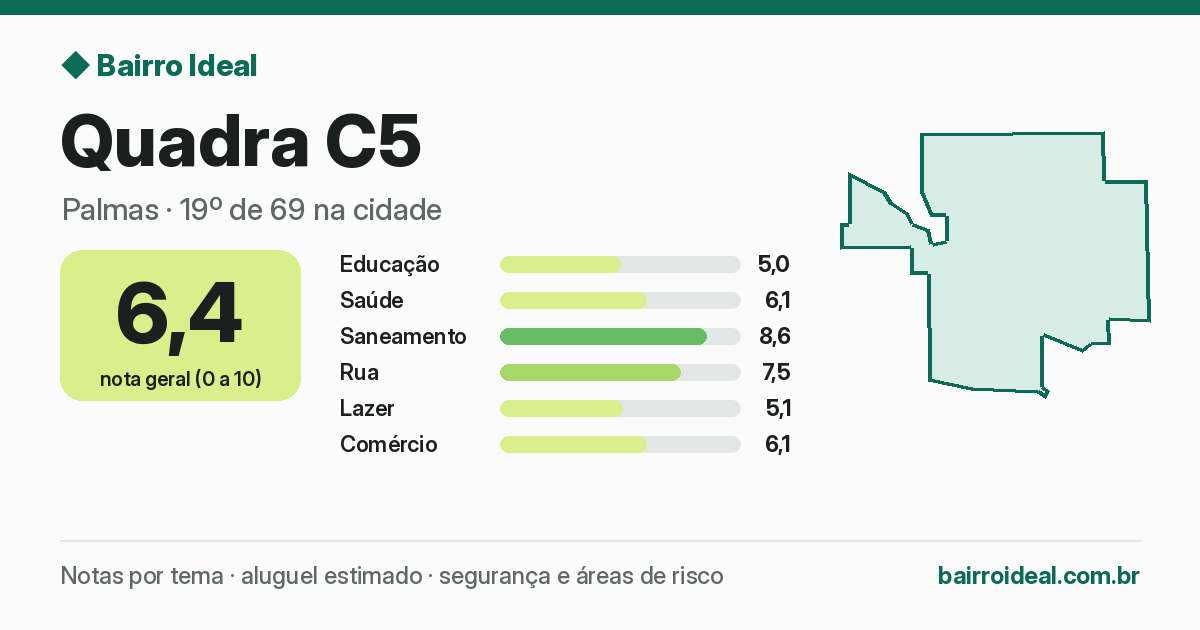 Bairro Ideal
Quadra C5
Palmas · 19º de 69 na cidade
6,4
nota geral (0 a 10)
Educação 5,0
Saúde 6,1
Saneamento 8,6
Rua 7,5
Lazer 5,1
Comércio 6,1
Notas por tema · aluguel estimado · segurança e áreas de risco
bairroideal.com.br